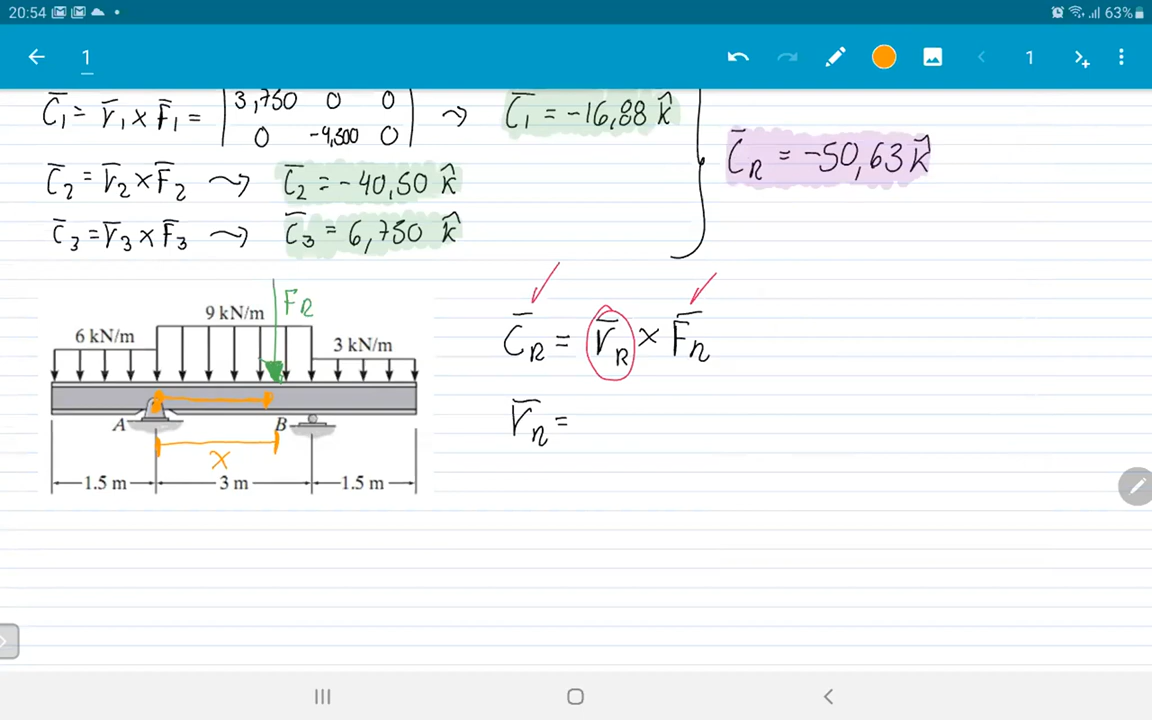 20:54 63%
1 1
C̄₁ = r̄₁ × F̄₁ = | 3,750 0 0 | ⇝ C̄₁ = -16,88 k̂
| 0 -4,500 0 |
C̄R = -50,63 k̂
C̄₂ = r̄₂ × F̄₂ ⇝ C̄₂ = -40,50 k̂
C̄₃ = r̄₃ × F̄₃ ⇝ C̄₃ = 6,750 k̂
FR
9 kN/m
6 kN/m
3 kN/m
C̄R = r̄R × F̄R
A B
r̄R =
x
1.5 m 3 m 1.5 m